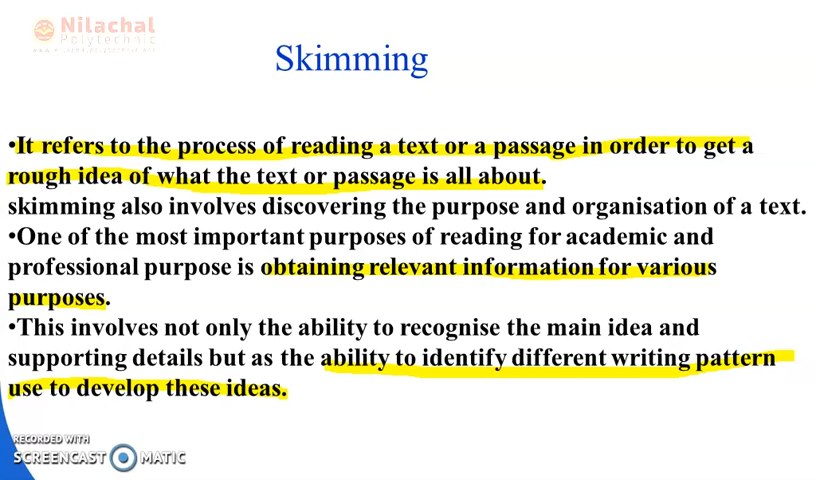 Nilachal
Polytechnic
Skimming
•It refers to the process of reading a text or a passage in order to get a
rough idea of what the text or passage is all about.
skimming also involves discovering the purpose and organisation of a text.
•One of the most important purposes of reading for academic and
professional purpose is obtaining relevant information for various
purposes.
•This involves not only the ability to recognise the main idea and
supporting details but as the ability to identify different writing pattern
use to develop these ideas.
RECORDED WITH
SCREENCAST MATIC